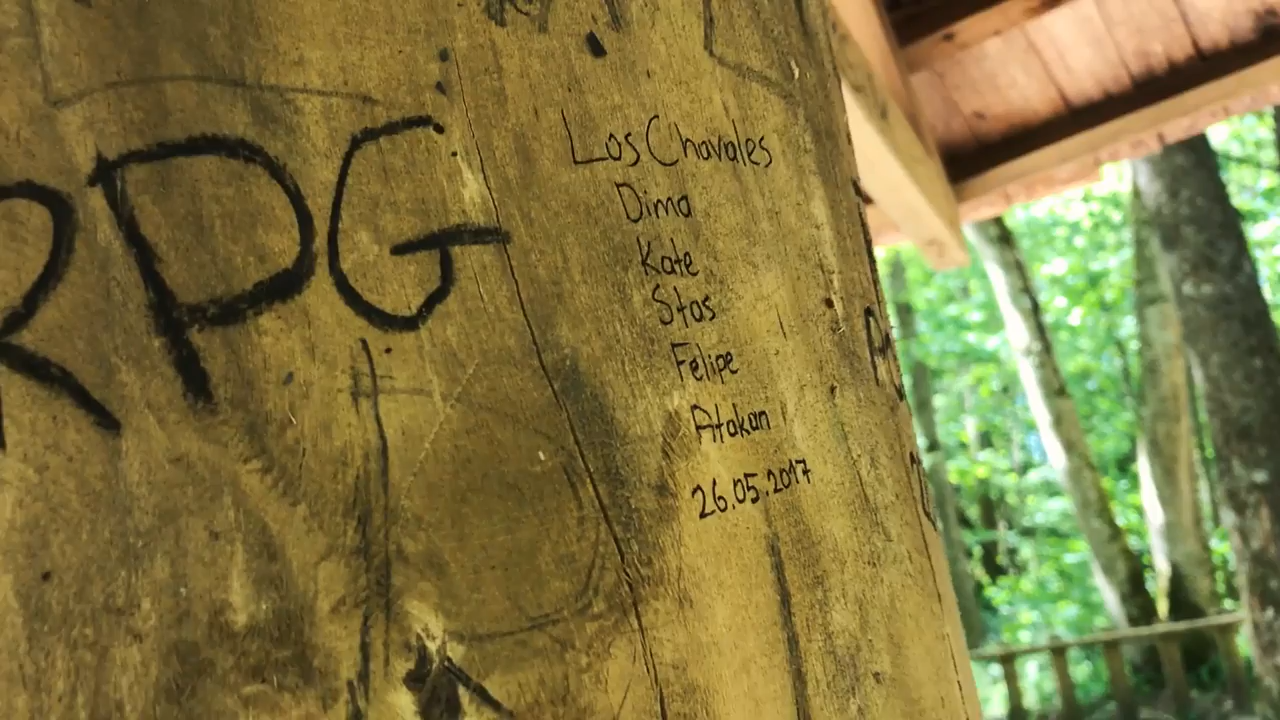 RPG
Los Chavales
Dima
Kate
Stas
Felipe
Atakan
26.05.2017